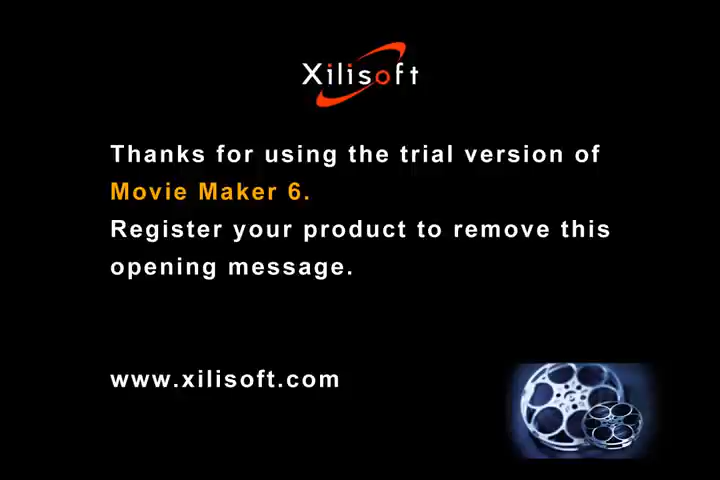 Xilisoft
Thanks for using the trial version of
Movie Maker 6.
Register your product to remove this
opening message.
www.xilisoft.com